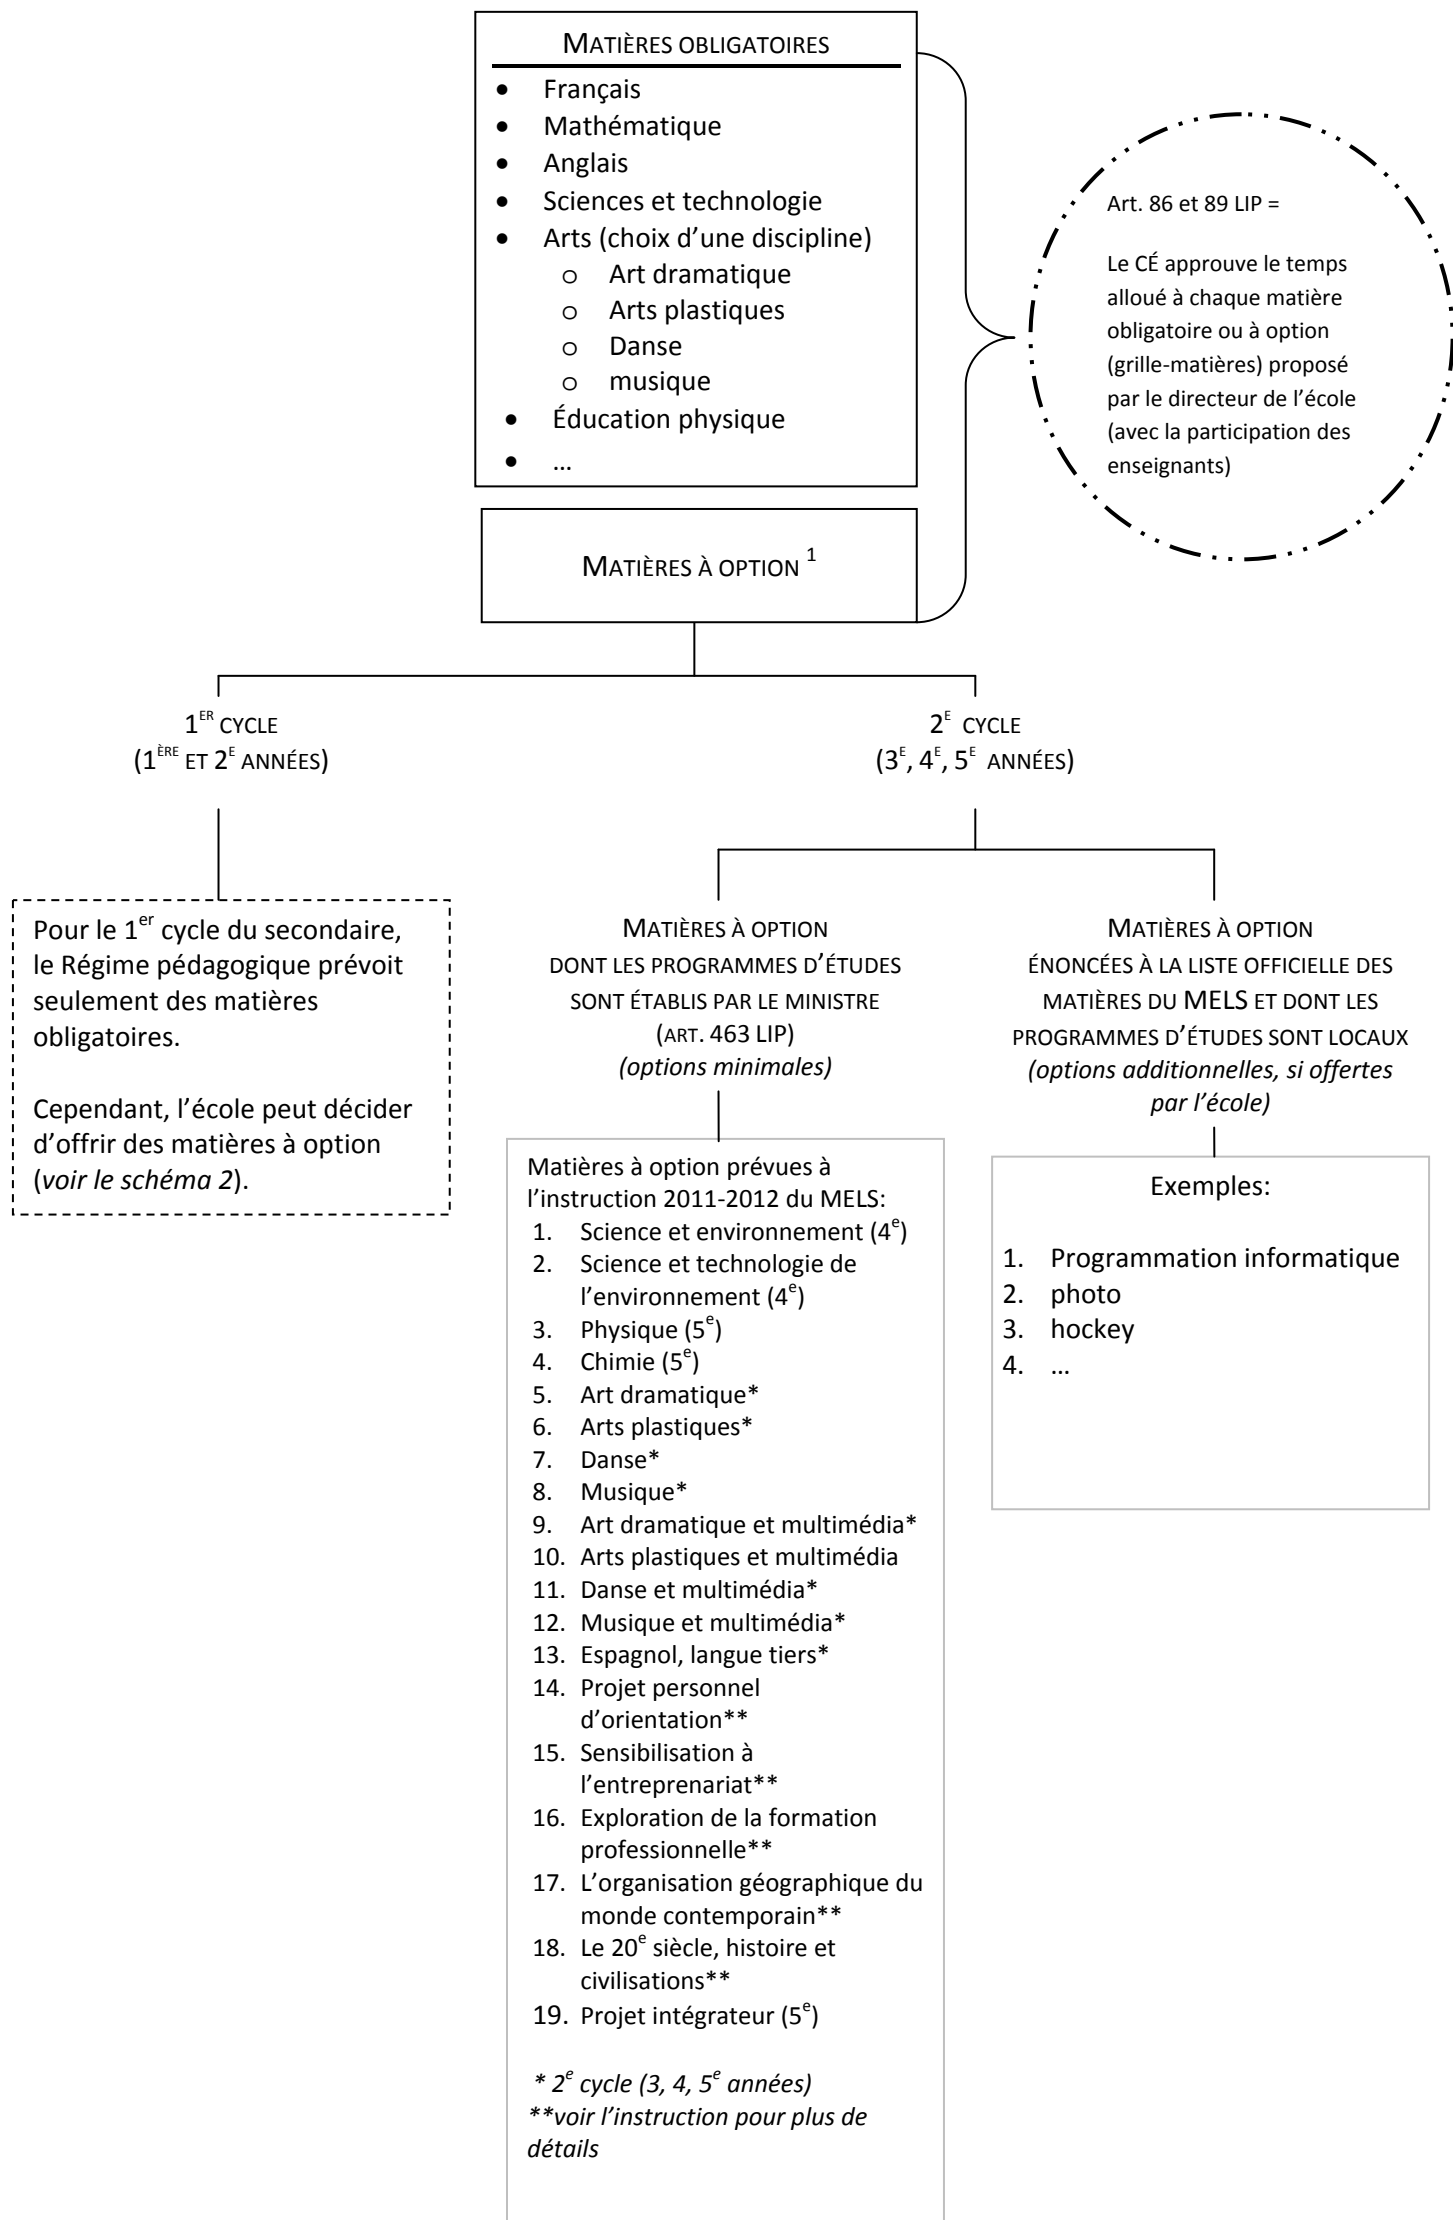 MATIÈRES OBLIGATOIRES
• Français
• Mathématique
• Anglais
• Sciences et technologie
• Arts (choix d’une discipline)
o Art dramatique
o Arts plastiques
o Danse
o musique
• Éducation physique
• ...
Art. 86 et 89 LIP =
Le CÉ approuve le temps
alloué à chaque matière
obligatoire ou à option
(grille-matières) proposé
par le directeur de l’école
(avec la participation des
enseignants)
MATIÈRES À OPTION 1
1ER CYCLE
(1ÈRE ET 2E ANNÉES)
2E CYCLE
(3E, 4E, 5E ANNÉES)
Pour le 1er cycle du secondaire,
le Régime pédagogique prévoit
seulement des matières
obligatoires.
Cependant, l’école peut décider
d’offrir des matières à option
(voir le schéma 2).
MATIÈRES À OPTION
DONT LES PROGRAMMES D’ÉTUDES
SONT ÉTABLIS PAR LE MINISTRE
(ART. 463 LIP)
(options minimales)
Matières à option prévues à
l’instruction 2011-2012 du MELS:
1. Science et environnement (4e)
2. Science et technologie de
l’environnement (4e)
3. Physique (5e)
4. Chimie (5e)
5. Art dramatique*
6. Arts plastiques*
7. Danse*
8. Musique*
9. Art dramatique et multimédia*
10. Arts plastiques et multimédia
11. Danse et multimédia*
12. Musique et multimédia*
13. Espagnol, langue tiers*
14. Projet personnel
d’orientation**
15. Sensibilisation à
l’entreprenariat**
16. Exploration de la formation
professionnelle**
17. L’organisation géographique du
monde contemporain**
18. Le 20e siècle, histoire et
civilisations**
19. Projet intégrateur (5e)
* 2e cycle (3, 4, 5e années)
**voir l’instruction pour plus de
détails
MATIÈRES À OPTION
ÉNONCÉES À LA LISTE OFFICIELLE DES
MATIÈRES DU MELS ET DONT LES
PROGRAMMES D’ÉTUDES SONT LOCAUX
(options additionnelles, si offertes
par l’école)
Exemples:
1. Programmation informatique
2. photo
3. hockey
4. ...